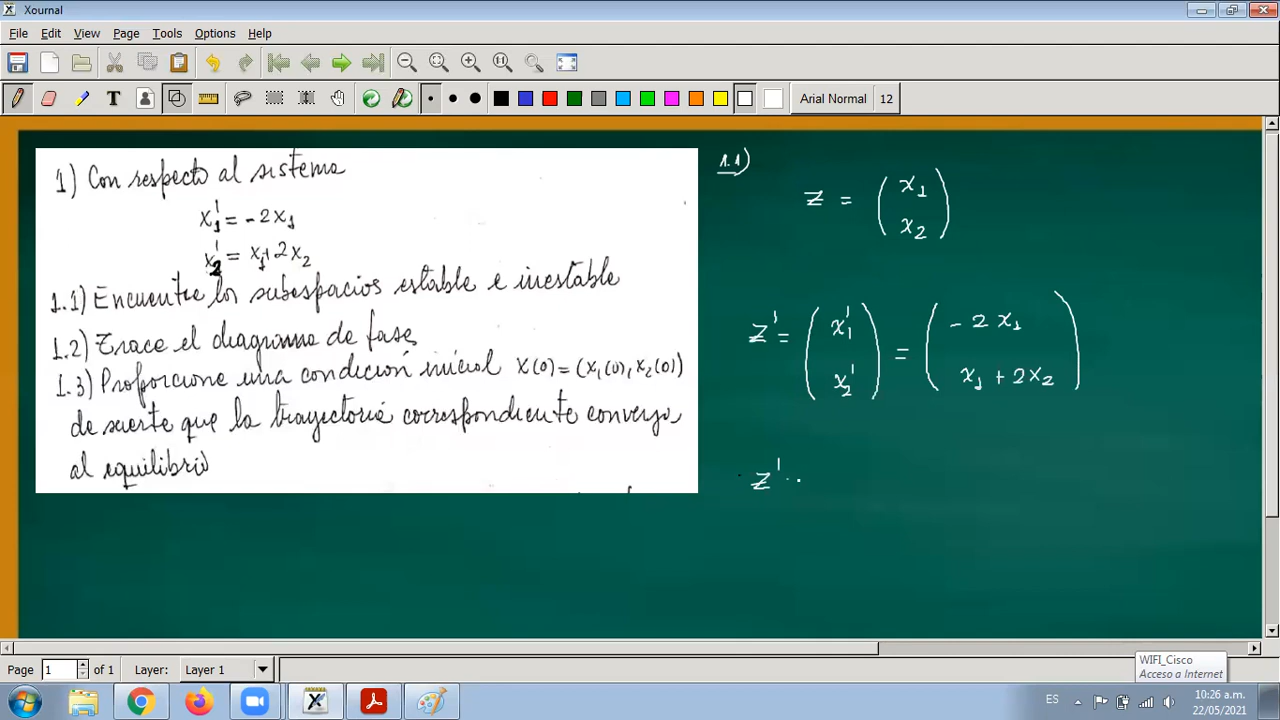 Xournal
File Edit View Page Tools Options Help
Arial Normal 12
1) Con respecto al sistema
x₁' = -2x₁
x₂' = x₁+2x₂
1.1) Encuentre los subespacios estable e inestable
1.2) Trace el diagrama de fase
1.3) Proporcione una condición inicial X(0) = (x₁(0), x₂(0))
de suerte que la trayectoria correspondiente converja
al equilibrio
1.1)
Z = ( x₁
x₂ )
Z' = ( x₁'
x₂' ) = ( -2x₁
x₁ + 2x₂ )
Z'
Page 1 of 1 Layer: Layer 1
WIFI_Cisco
Acceso a Internet
ES 10:26 a.m.
22/05/2021